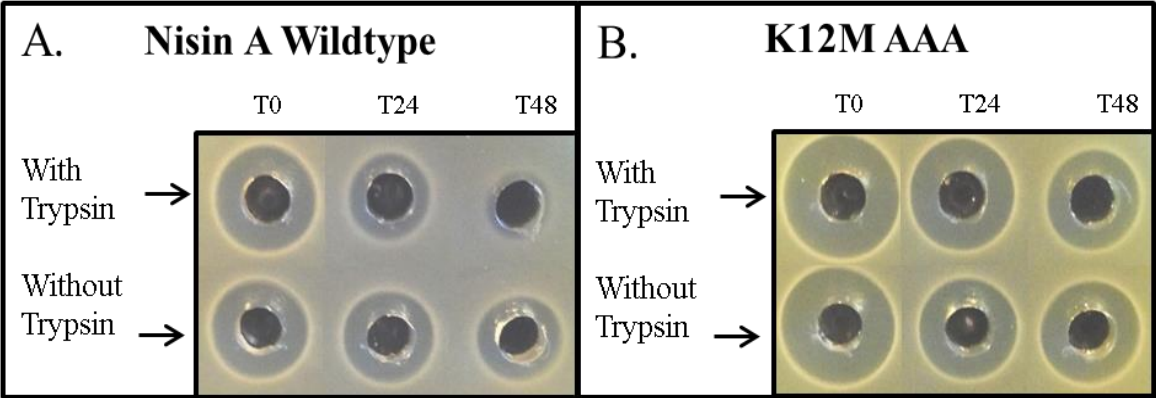 A. Nisin A Wildtype
T0 T24 T48
With
Trypsin
Without
Trypsin
B. K12M AAA
T0 T24 T48
With
Trypsin
Without
Trypsin